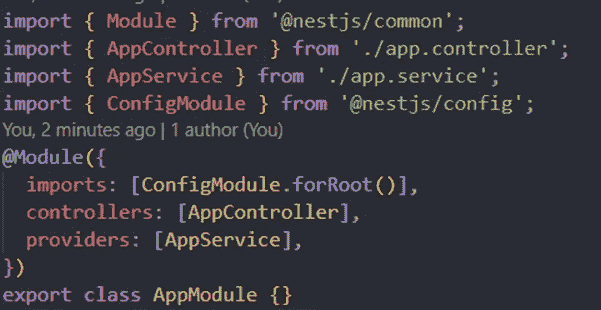 import { Module } from '@nestjs/common';
import { AppController } from './app.controller';
import { AppService } from './app.service';
import { ConfigModule } from '@nestjs/config';
You, 2 minutes ago | 1 author (You)
@Module({
  imports: [ConfigModule.forRoot()],
  controllers: [AppController],
  providers: [AppService],
})
export class AppModule {}